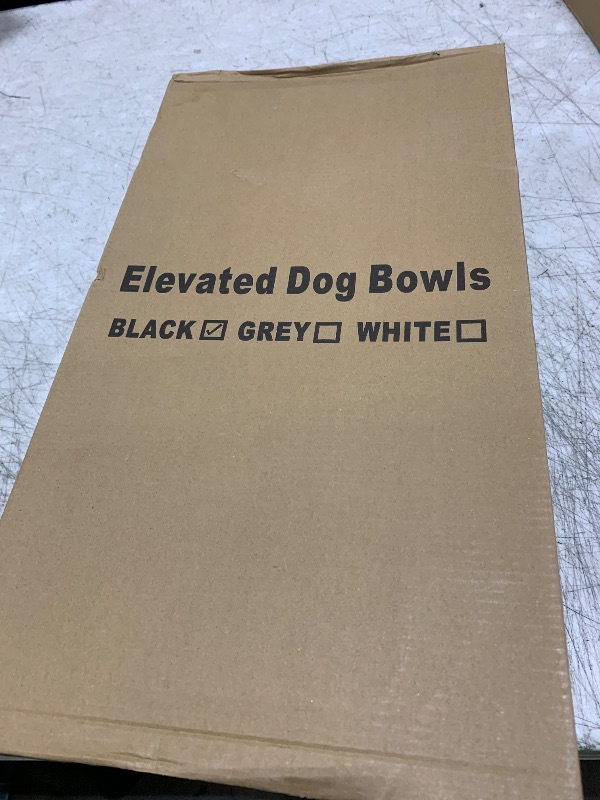 Elevated Dog Bowls
BLACK☑ GREY☐ WHITE☐